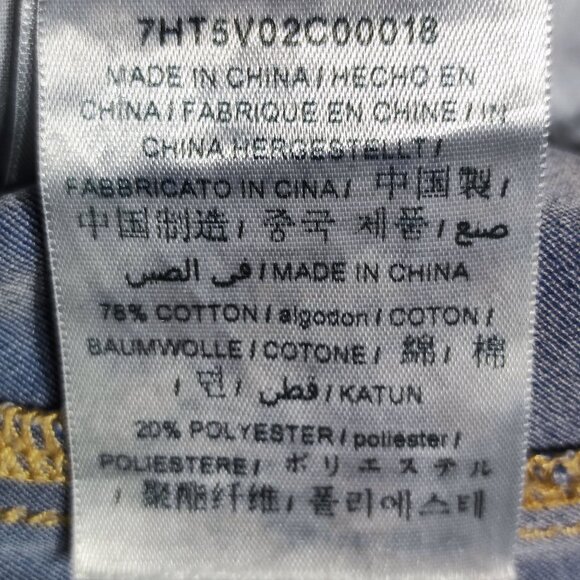 7HT5V02C00018
MADE IN CHINA / HECHO EN
CHINA / FABRIQUE EN CHINE / IN
CHINA HERGESTELLT /
FABBRICATO IN CINA / 中国製 /
中国制造 / 중국 제품 / صنع
في الصين / MADE IN CHINA
78% COTTON / algodon / COTON /
BAUMWOLLE / COTONE / 綿 / 棉
/ 면 / قطن / KATUN
20% POLYESTER / poliester /
POLIESTERE / ポリエステル
/ 聚酯纤维 / 폴리에스테